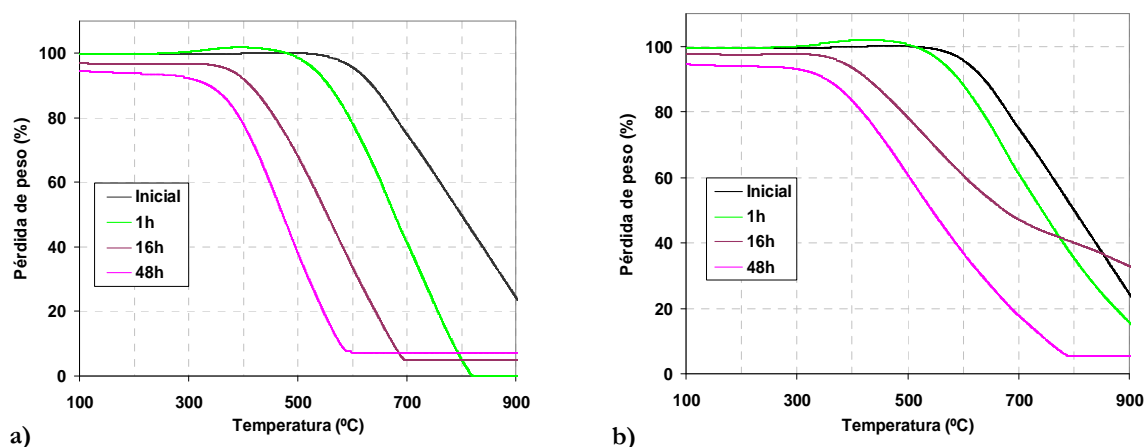 100
80
60
40
20
0
Pérdida de peso (%)
Inicial
1h
16h
48h
100 300 500 700 900
Temperatura (ºC)
a)
100
80
60
40
20
0
Pérdida de peso (%)
Inicial
1h
16h
48h
100 300 500 700 900
Temperatura (ºC)
b)